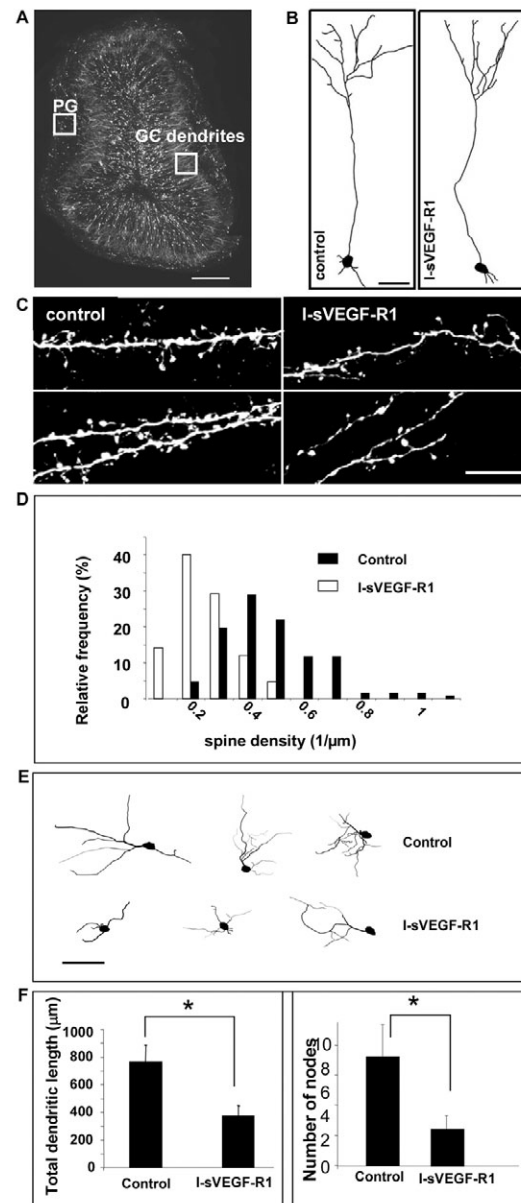 A
PG
GC dendrites
B
control
l-sVEGF-R1
C
control
l-sVEGF-R1
D
Relative frequency (%)
40
30
20
10
0
Control
l-sVEGF-R1
0.2
0.4
0.6
0.8
1
spine density (1/µm)
E
Control
l-sVEGF-R1
F
Total dendritic length (µm)
1000
800
600
400
200
0
*
Control
l-sVEGF-R1
Number of nodes
10
8
6
4
2
0
*
Control
l-sVEGF-R1